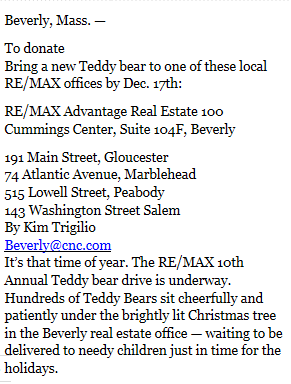 Beverly, Mass. —
To donate
Bring a new Teddy bear to one of these local
RE/MAX offices by Dec. 17th:
RE/MAX Advantage Real Estate 100
Cummings Center, Suite 104F, Beverly
191 Main Street, Gloucester
74 Atlantic Avenue, Marblehead
515 Lowell Street, Peabody
143 Washington Street Salem
By Kim Trigilio
Beverly@cnc.com
It’s that time of year. The RE/MAX 10th
Annual Teddy bear drive is underway.
Hundreds of Teddy Bears sit cheerfully and
patiently under the brightly lit Christmas tree
in the Beverly real estate office — waiting to be
delivered to needy children just in time for the
holidays.